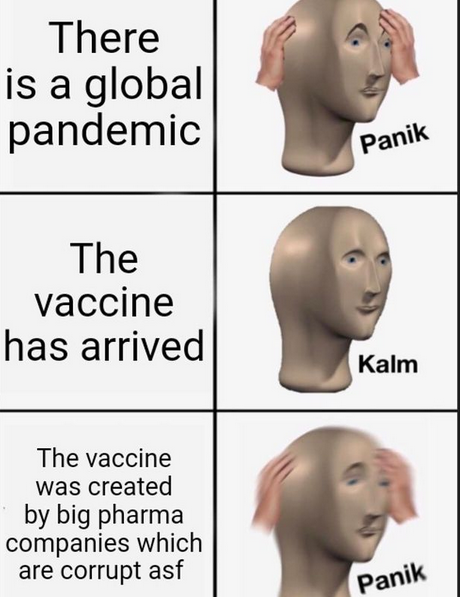 There
is a global
pandemic
Panik
The
vaccine
has arrived
Kalm
The vaccine
was created
by big pharma
companies which
are corrupt asf
Panik